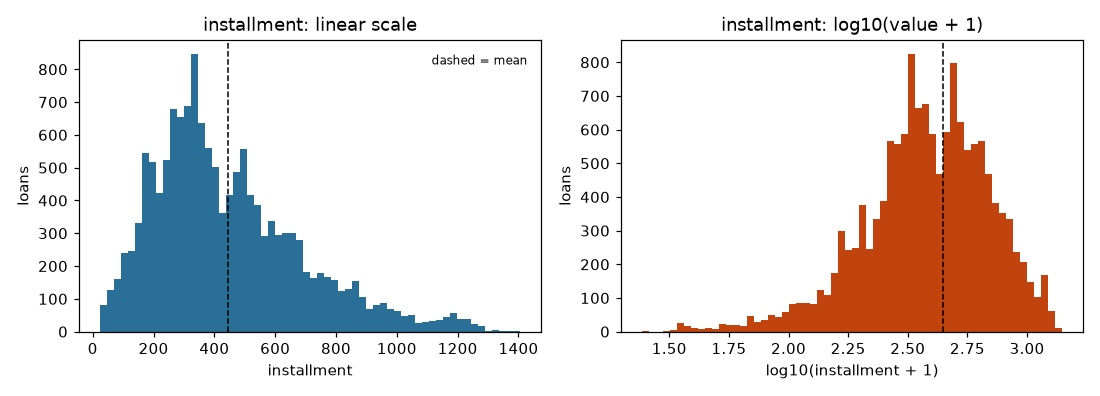 installment: linear scale
dashed = mean
800
700
600
500
400
300
200
100
0
loans
0 200 400 600 800 1000 1200 1400
installment
installment: log10(value + 1)
800
700
600
500
400
300
200
100
0
loans
1.50 1.75 2.00 2.25 2.50 2.75 3.00
log10(installment + 1)